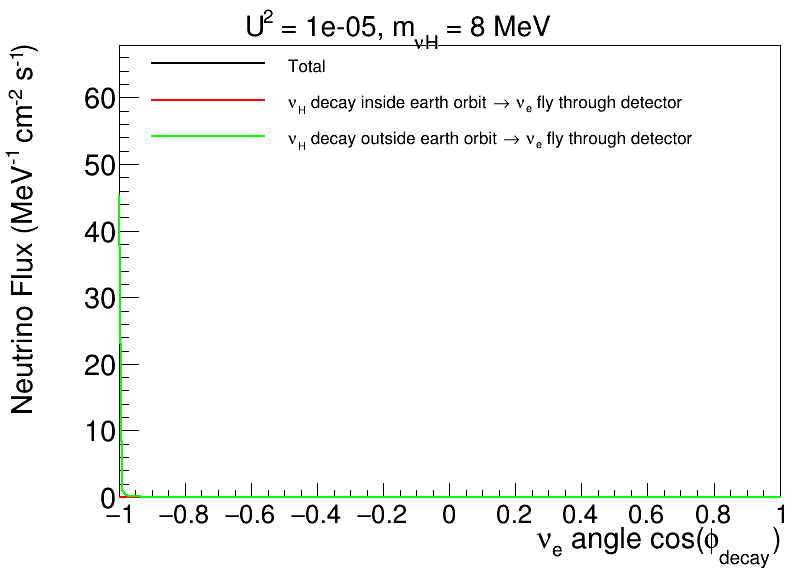 U² = 1e-05, m_νH = 8 MeV
Total
ν_H decay inside earth orbit → ν_e fly through detector
ν_H decay outside earth orbit → ν_e fly through detector
Neutrino Flux (MeV⁻¹ cm⁻² s⁻¹)
60
50
40
30
20
10
0
−1 −0.8 −0.6 −0.4 −0.2 0 0.2 0.4 0.6 0.8 1
ν_e angle cos(ϕ_decay)